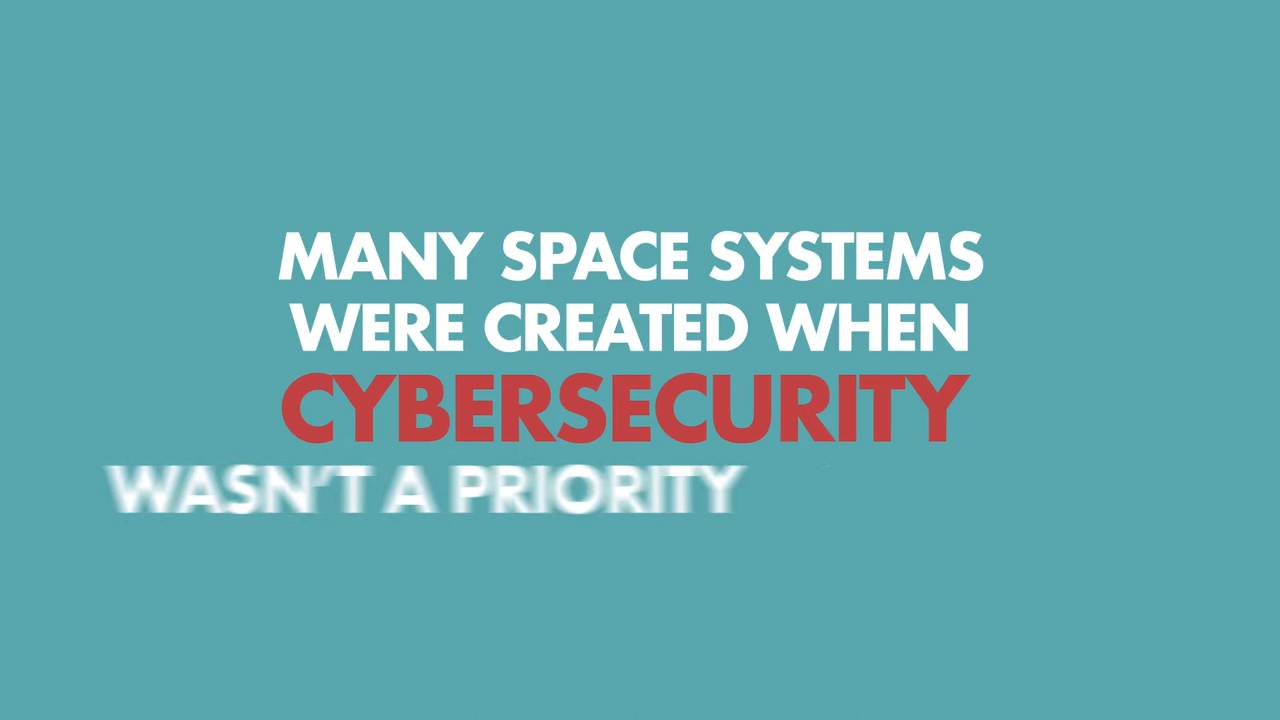 MANY SPACE SYSTEMS
WERE CREATED WHEN
CYBERSECURITY
WASN'T A PRIORITY